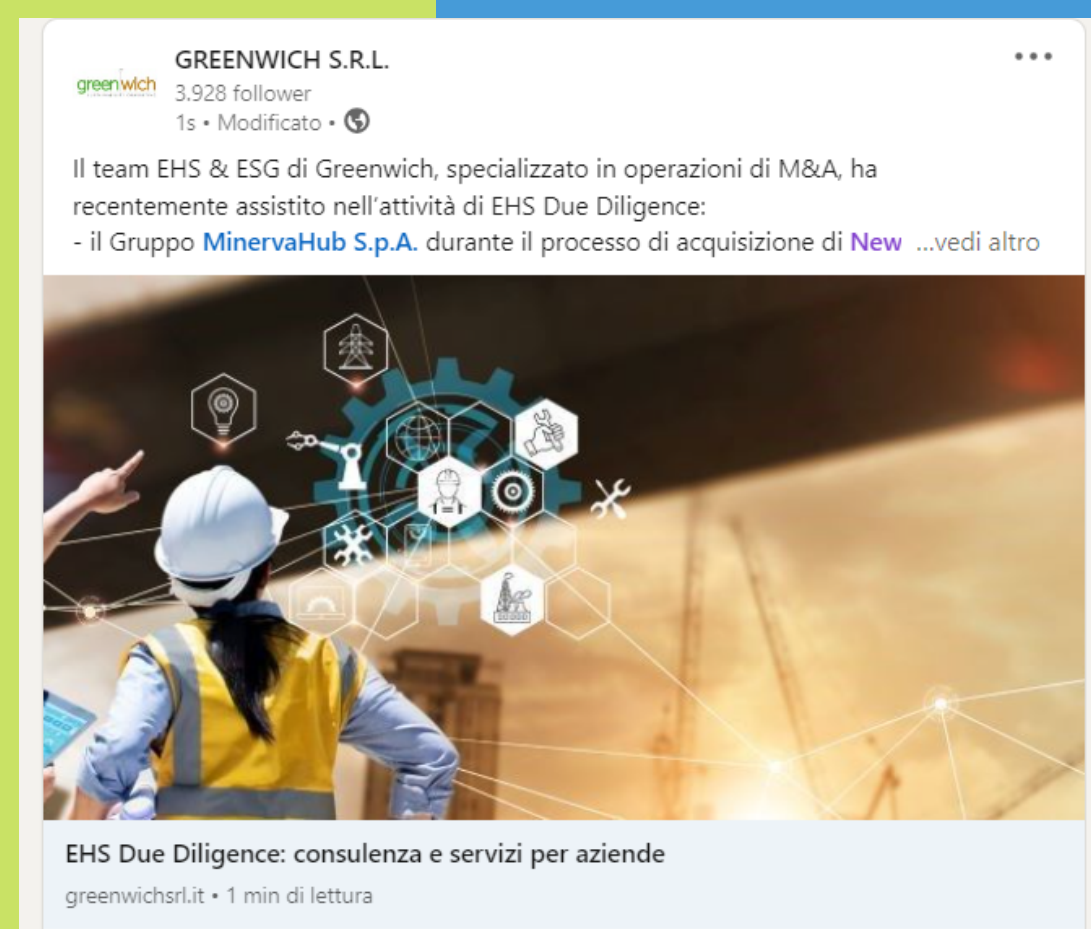 GREENWICH S.R.L.
greenwich
3.928 follower
1s • Modificato •
Il team EHS & ESG di Greenwich, specializzato in operazioni di M&A, ha
recentemente assistito nell'attività di EHS Due Diligence:
- il Gruppo MinervaHub S.p.A. durante il processo di acquisizione di New ...vedi altro
EHS Due Diligence: consulenza e servizi per aziende
greenwichsrl.it • 1 min di lettura